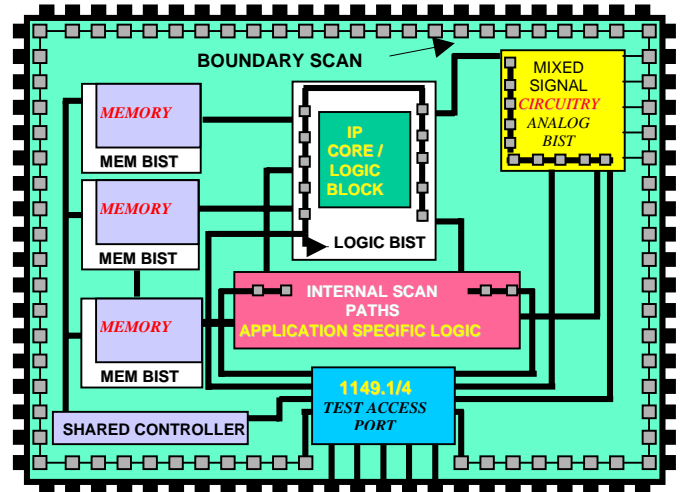 BOUNDARY SCAN
MEMORY
MEM BIST
MEMORY
MEM BIST
MEMORY
MEM BIST
SHARED CONTROLLER
IP
CORE /
LOGIC
BLOCK
LOGIC BIST
MIXED
SIGNAL
CIRCUITRY
ANALOG
BIST
INTERNAL SCAN
PATHS
APPLICATION SPECIFIC LOGIC
1149.1/4
TEST ACCESS
PORT